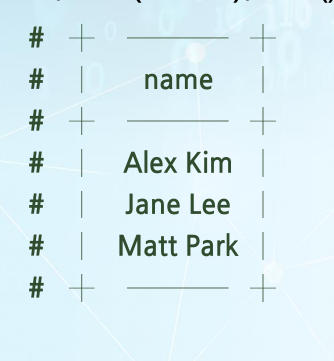 # + ———— +
# | name |
# + ———— +
# | Alex Kim |
# | Jane Lee |
# | Matt Park |
# + ———— +